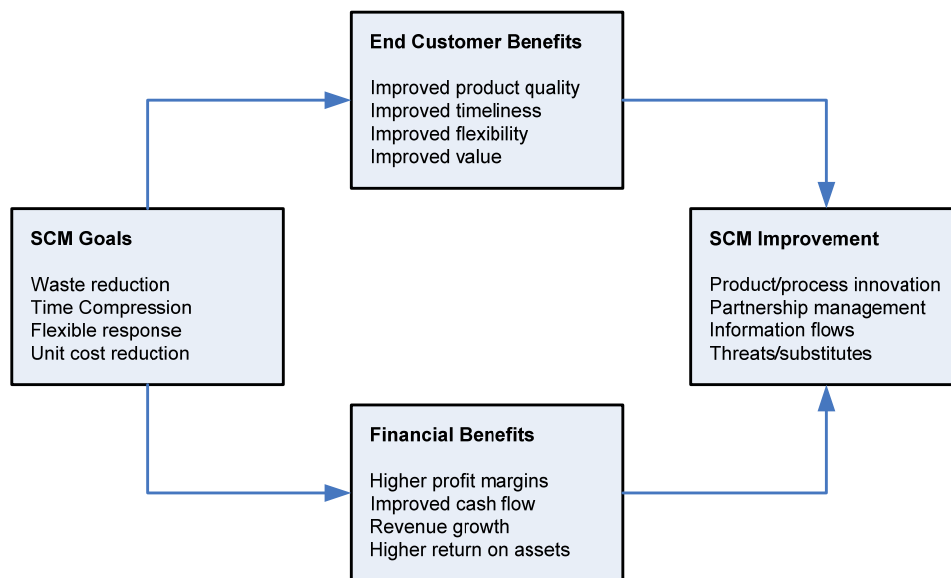 End Customer Benefits
Improved product quality
Improved timeliness
Improved flexibility
Improved value
SCM Goals
Waste reduction
Time Compression
Flexible response
Unit cost reduction
SCM Improvement
Product/process innovation
Partnership management
Information flows
Threats/substitutes
Financial Benefits
Higher profit margins
Improved cash flow
Revenue growth
Higher return on assets